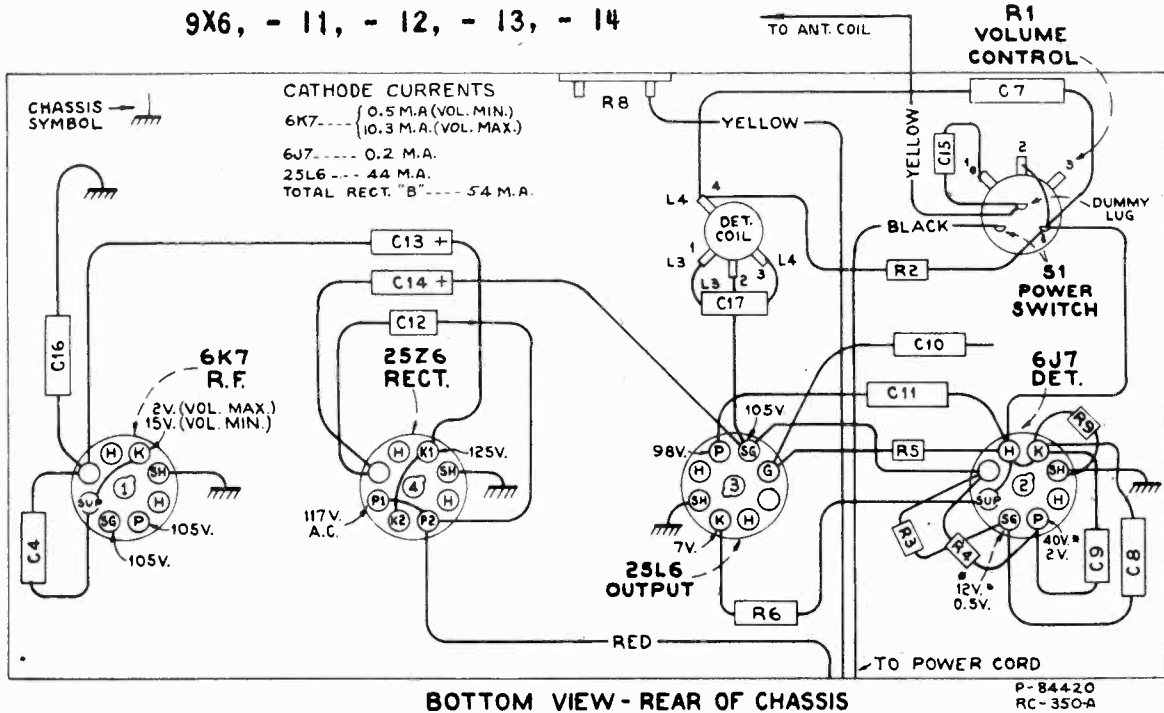 9X6, - 11, - 12, - 13, - 14
TO ANT. COIL
R1
VOLUME
CONTROL
CHASSIS
SYMBOL
CATHODE CURRENTS
6K7---- { 0.5 M.A (VOL. MIN.)
10.3 M.A. (VOL. MAX.)
6J7----- 0.2 M.A.
25L6 --- 44 M.A.
TOTAL RECT. "B"---- 54 M.A.
R8
YELLOW
YELLOW
C7
C15
1
2
3
DUMMY
LUG
BLACK
S1
POWER
SWITCH
L4
4
DET.
COIL
1
L3
L3
2
3
L4
C17
R2
C13 +
C14 +
C12
C16
6K7
R.F.
2V. (VOL. MAX.)
15V. (VOL. MIN.)
25Z6
RECT.
C10
6J7
DET.
C11
R9
R5
105V.
98V.
125V.
H
K
SH
1
SUP
H
SG
P
105V.
105V.
C4
H
K1
SH
4
P1
H
K2
P2
117V.
A.C.
P
SG
H
G
3
SH
K
H
7V.
25L6
OUTPUT
H
K
SH
2
SUP
H
SG
P
R3
R4
40V.*
2V.
12V.*
0.5V.
C9
C8
R6
RED
TO POWER CORD
BOTTOM VIEW - REAR OF CHASSIS
P-84420
RC-350-A